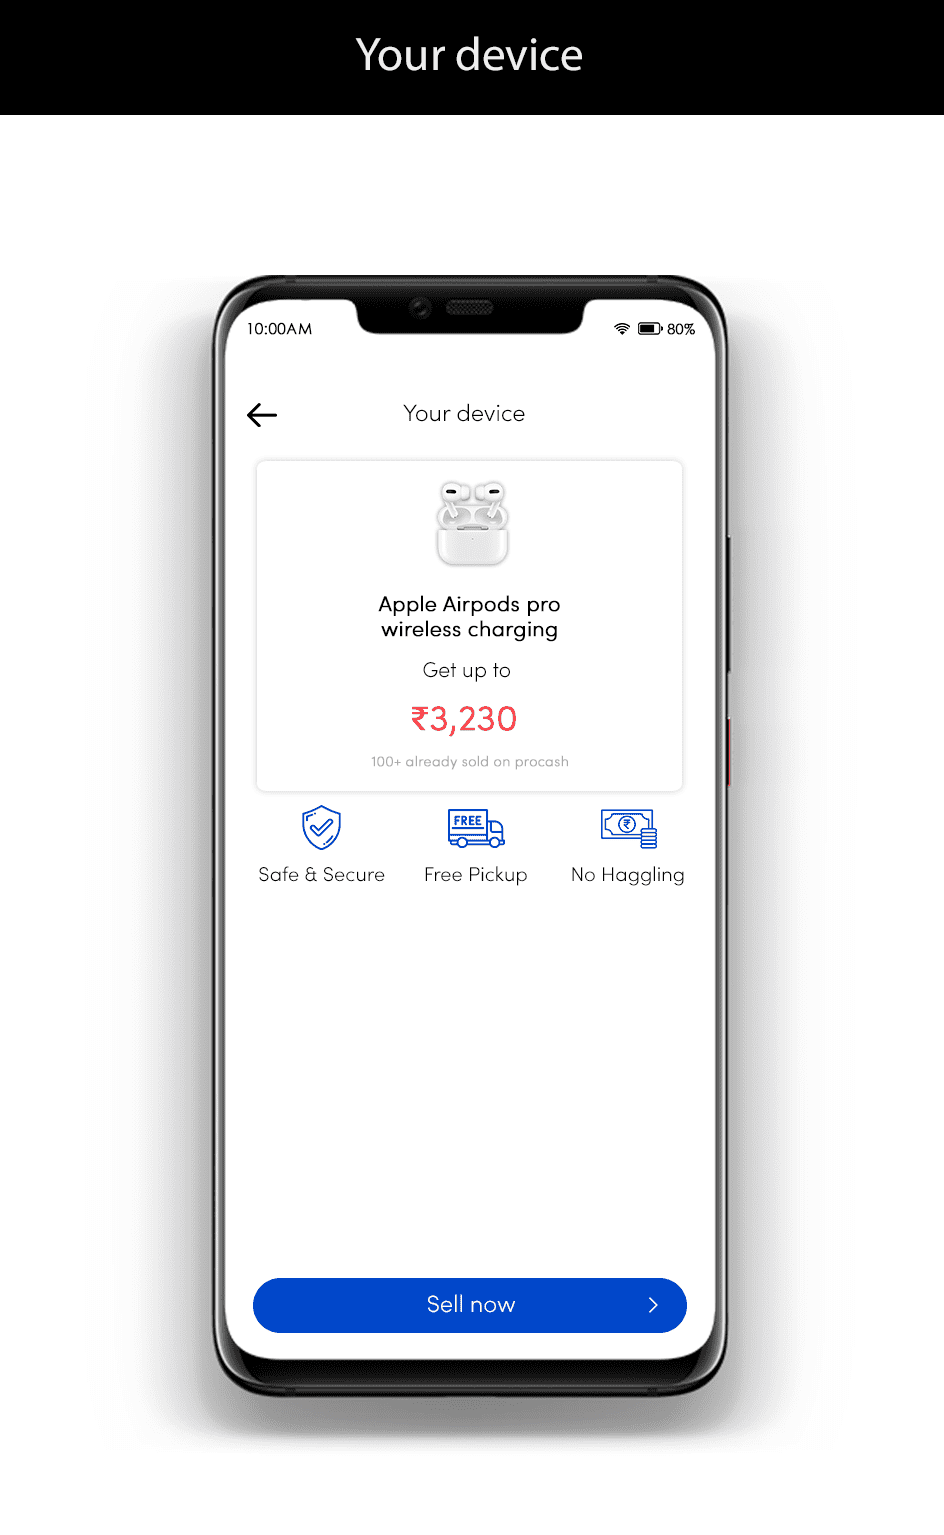 Your device
10:00AM
80%
Your device
Apple Airpods pro
wireless charging
Get up to
₹3,230
100+ already sold on procash
FREE
₹
Safe & Secure
Free Pickup
No Haggling
Sell now